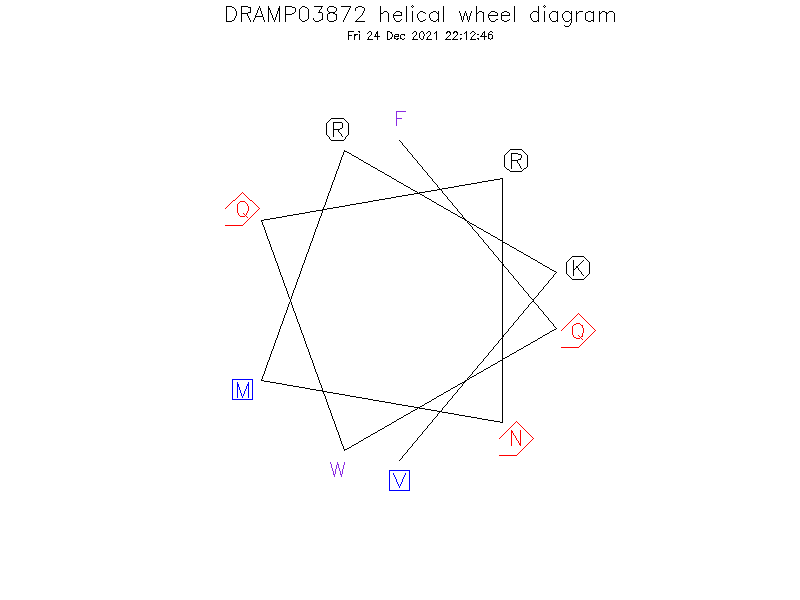 DRAMP03872 helical wheel diagram
Fri 24 Dec 2021 22:12:46
F
R
R
Q
K
Q
M
N
W
V